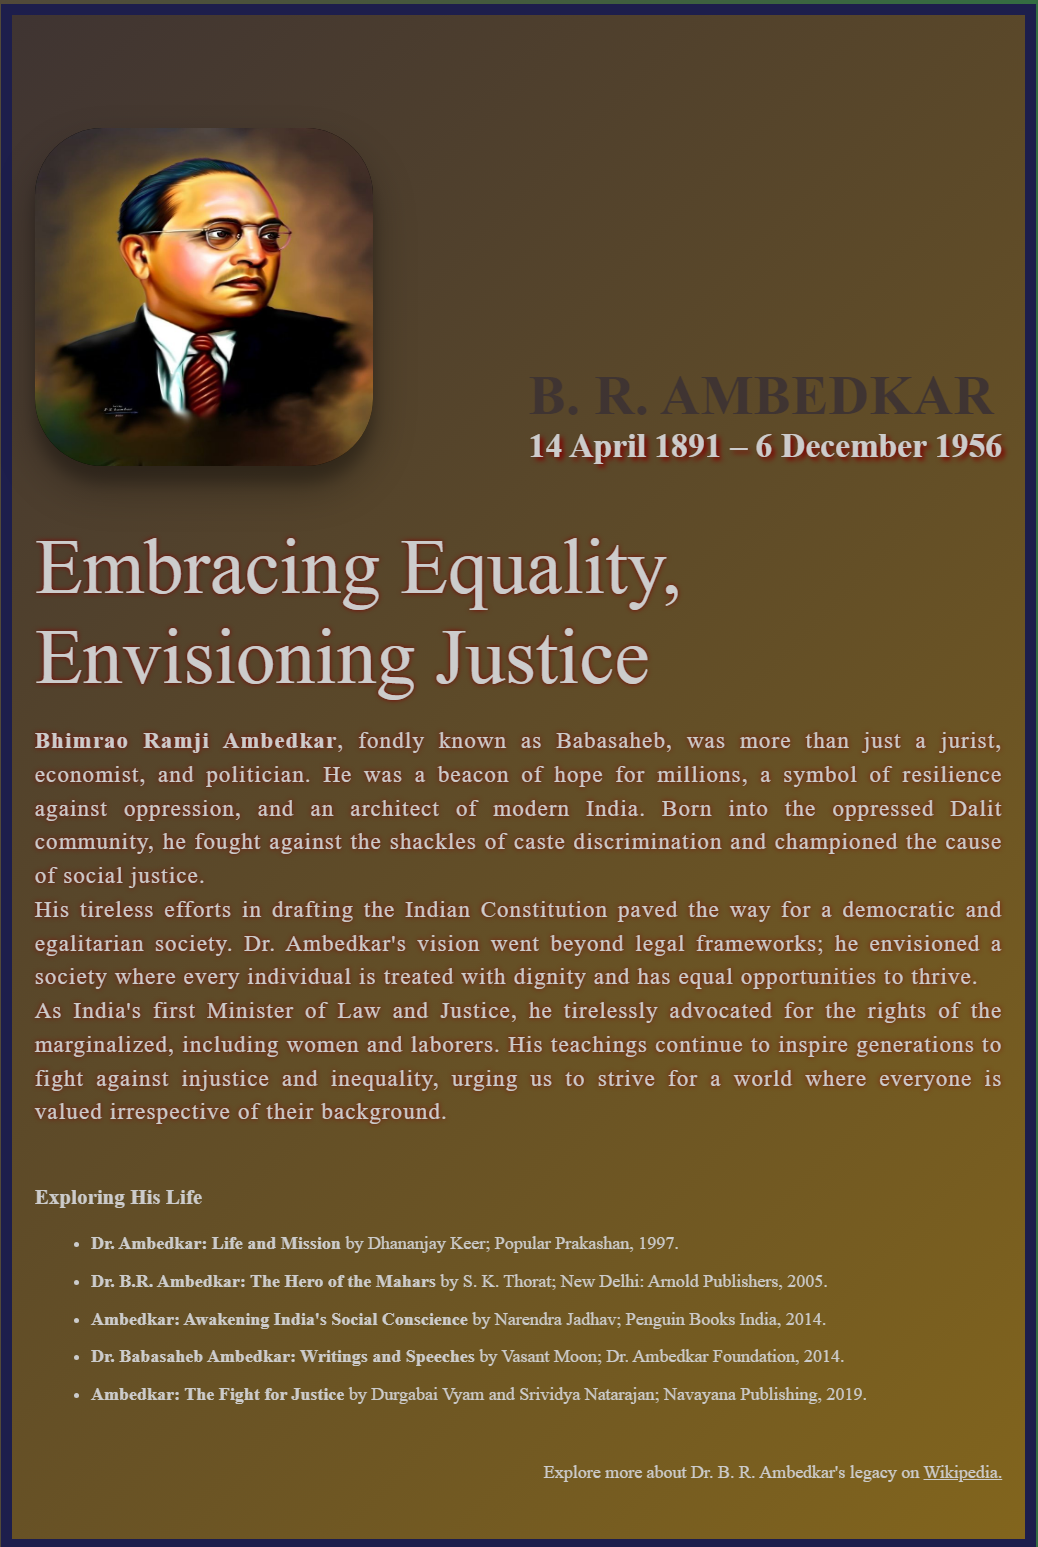 B. R. AMBEDKAR
14 April 1891 – 6 December 1956
Embracing Equality,
Envisioning Justice
Bhimrao Ramji Ambedkar, fondly known as Babasaheb, was more than just a jurist,
economist, and politician. He was a beacon of hope for millions, a symbol of resilience
against oppression, and an architect of modern India. Born into the oppressed Dalit
community, he fought against the shackles of caste discrimination and championed the cause
of social justice.
His tireless efforts in drafting the Indian Constitution paved the way for a democratic and
egalitarian society. Dr. Ambedkar's vision went beyond legal frameworks; he envisioned a
society where every individual is treated with dignity and has equal opportunities to thrive.
As India's first Minister of Law and Justice, he tirelessly advocated for the rights of the
marginalized, including women and laborers. His teachings continue to inspire generations to
fight against injustice and inequality, urging us to strive for a world where everyone is
valued irrespective of their background.
Exploring His Life
• Dr. Ambedkar: Life and Mission by Dhananjay Keer; Popular Prakashan, 1997.
• Dr. B.R. Ambedkar: The Hero of the Mahars by S. K. Thorat; New Delhi: Arnold Publishers, 2005.
• Ambedkar: Awakening India's Social Conscience by Narendra Jadhav; Penguin Books India, 2014.
• Dr. Babasaheb Ambedkar: Writings and Speeches by Vasant Moon; Dr. Ambedkar Foundation, 2014.
• Ambedkar: The Fight for Justice by Durgabai Vyam and Srividya Natarajan; Navayana Publishing, 2019.
Explore more about Dr. B. R. Ambedkar's legacy on Wikipedia.